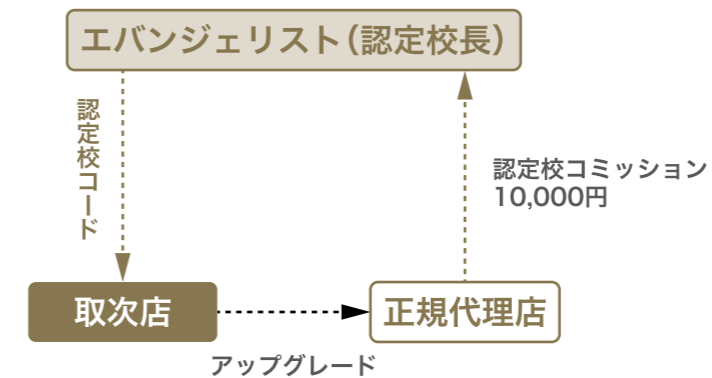 エバンジェリスト（認定校長）
認定校コード
認定校コミッション
10,000円
取次店
正規代理店
アップグレード